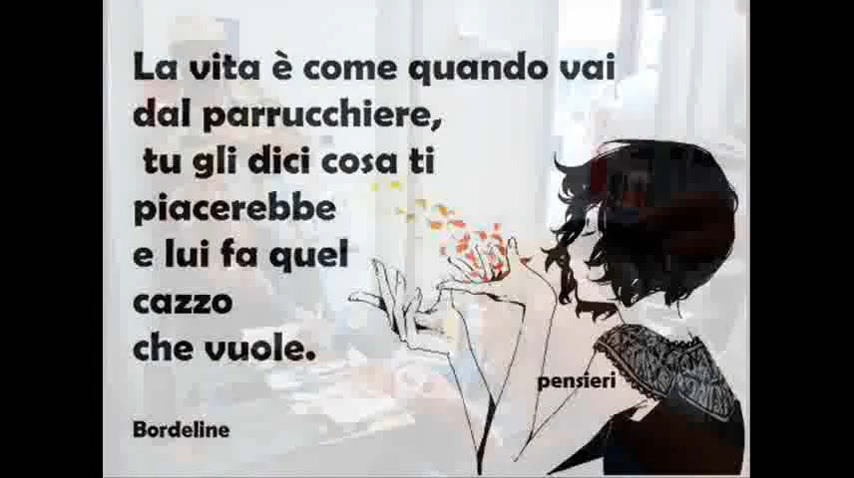 La vita è come quando vai
dal parrucchiere,
tu gli dici cosa ti
piacerebbe
e lui fa quel
cazzo
che vuole.
pensieri
Bordeline